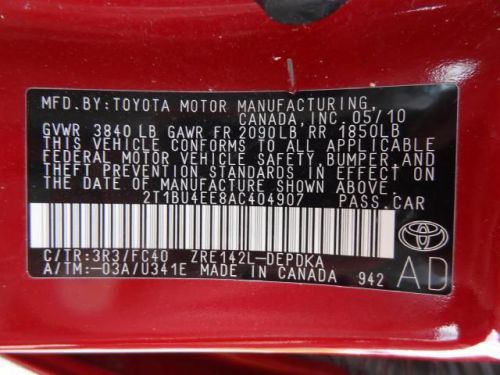 MFD. BY: TOYOTA MOTOR MANUFACTURING,
CANADA, INC. 05/10
GVWR 3840 LB GAWR FR 2090LB RR 1850LB
THIS VEHICLE CONFORMS TO ALL APPLICABLE
FEDERAL MOTOR VEHICLE SAFETY, BUMPER, AND
THEFT PREVENTION STANDARDS IN EFFECT ON
THE DATE OF MANUFACTURE SHOWN ABOVE.
2T1BU4EE8AC404907 PASS. CAR
C/TR: 3R3/FC40 ZRE142L-DEPDKA
A/TM: -03A/U341E MADE IN CANADA 942
TOYOTA
AD